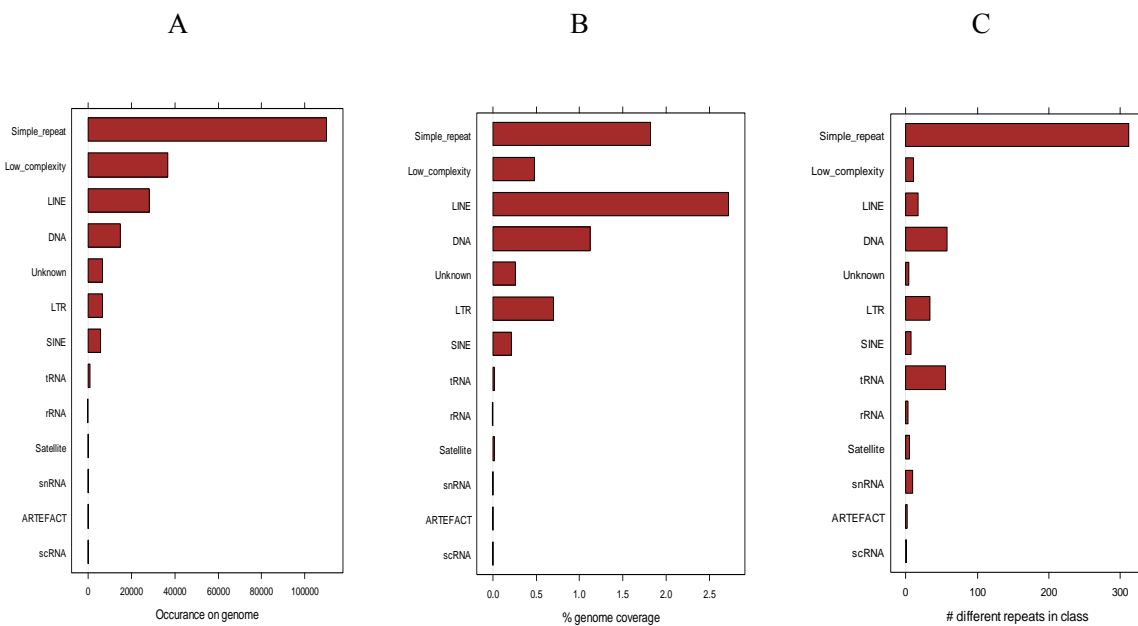 A
B
C
Simple_repeat
Low_complexity
LINE
DNA
Unknown
LTR
SINE
tRNA
rRNA
Satellite
snRNA
ARTEFACT
scRNA
0 20000 40000 60000 80000 100000
Occurance on genome
Simple_repeat
Low_complexity
LINE
DNA
Unknown
LTR
SINE
tRNA
rRNA
Satellite
snRNA
ARTEFACT
scRNA
0.0 0.5 1.0 1.5 2.0 2.5
% genome coverage
Simple_repeat
Low_complexity
LINE
DNA
Unknown
LTR
SINE
tRNA
rRNA
Satellite
snRNA
ARTEFACT
scRNA
0 100 200 300
# different repeats in class